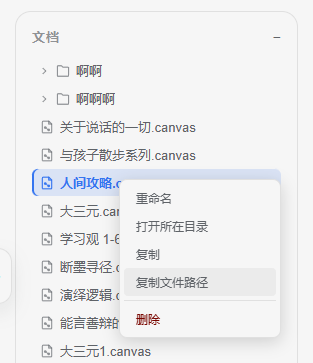 文档
啊啊
啊啊啊
关于说话的一切.canvas
与孩子散步系列.canvas
人间攻略.c
大三元.can
学习观 1-6
断墨寻径.c
演绎逻辑.c
能言善辩的
大三元1.canvas
重命名
打开所在目录
复制
复制文件路径
删除